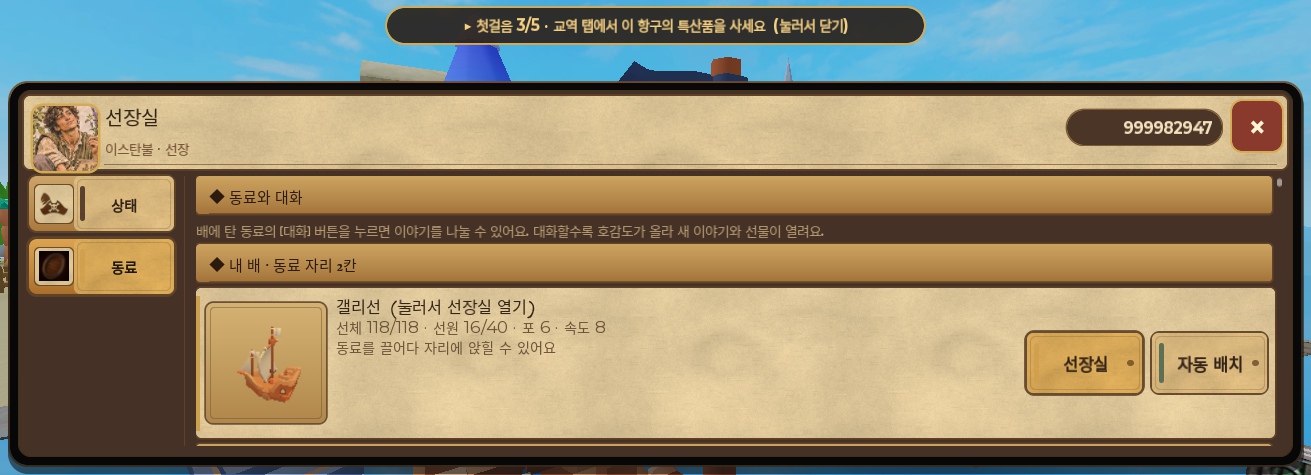 ▸ 첫걸음 3/5 · 교역 탭에서 이 항구의 특산품을 사세요 (눌러서 닫기)
선장실
이스탄불 · 선장
999982947
×
상태
동료
◆ 동료와 대화
배에 탄 동료의 [대화] 버튼을 누르면 이야기를 나눌 수 있어요. 대화할수록 호감도가 올라 새 이야기와 선물이 열려요.
◆ 내 배 · 동료 자리 2칸
갤리선 (눌러서 선장실 열기)
선체 118/118 · 선원 16/40 · 포 6 · 속도 8
동료를 끌어다 자리에 앉힐 수 있어요
선장실
자동 배치